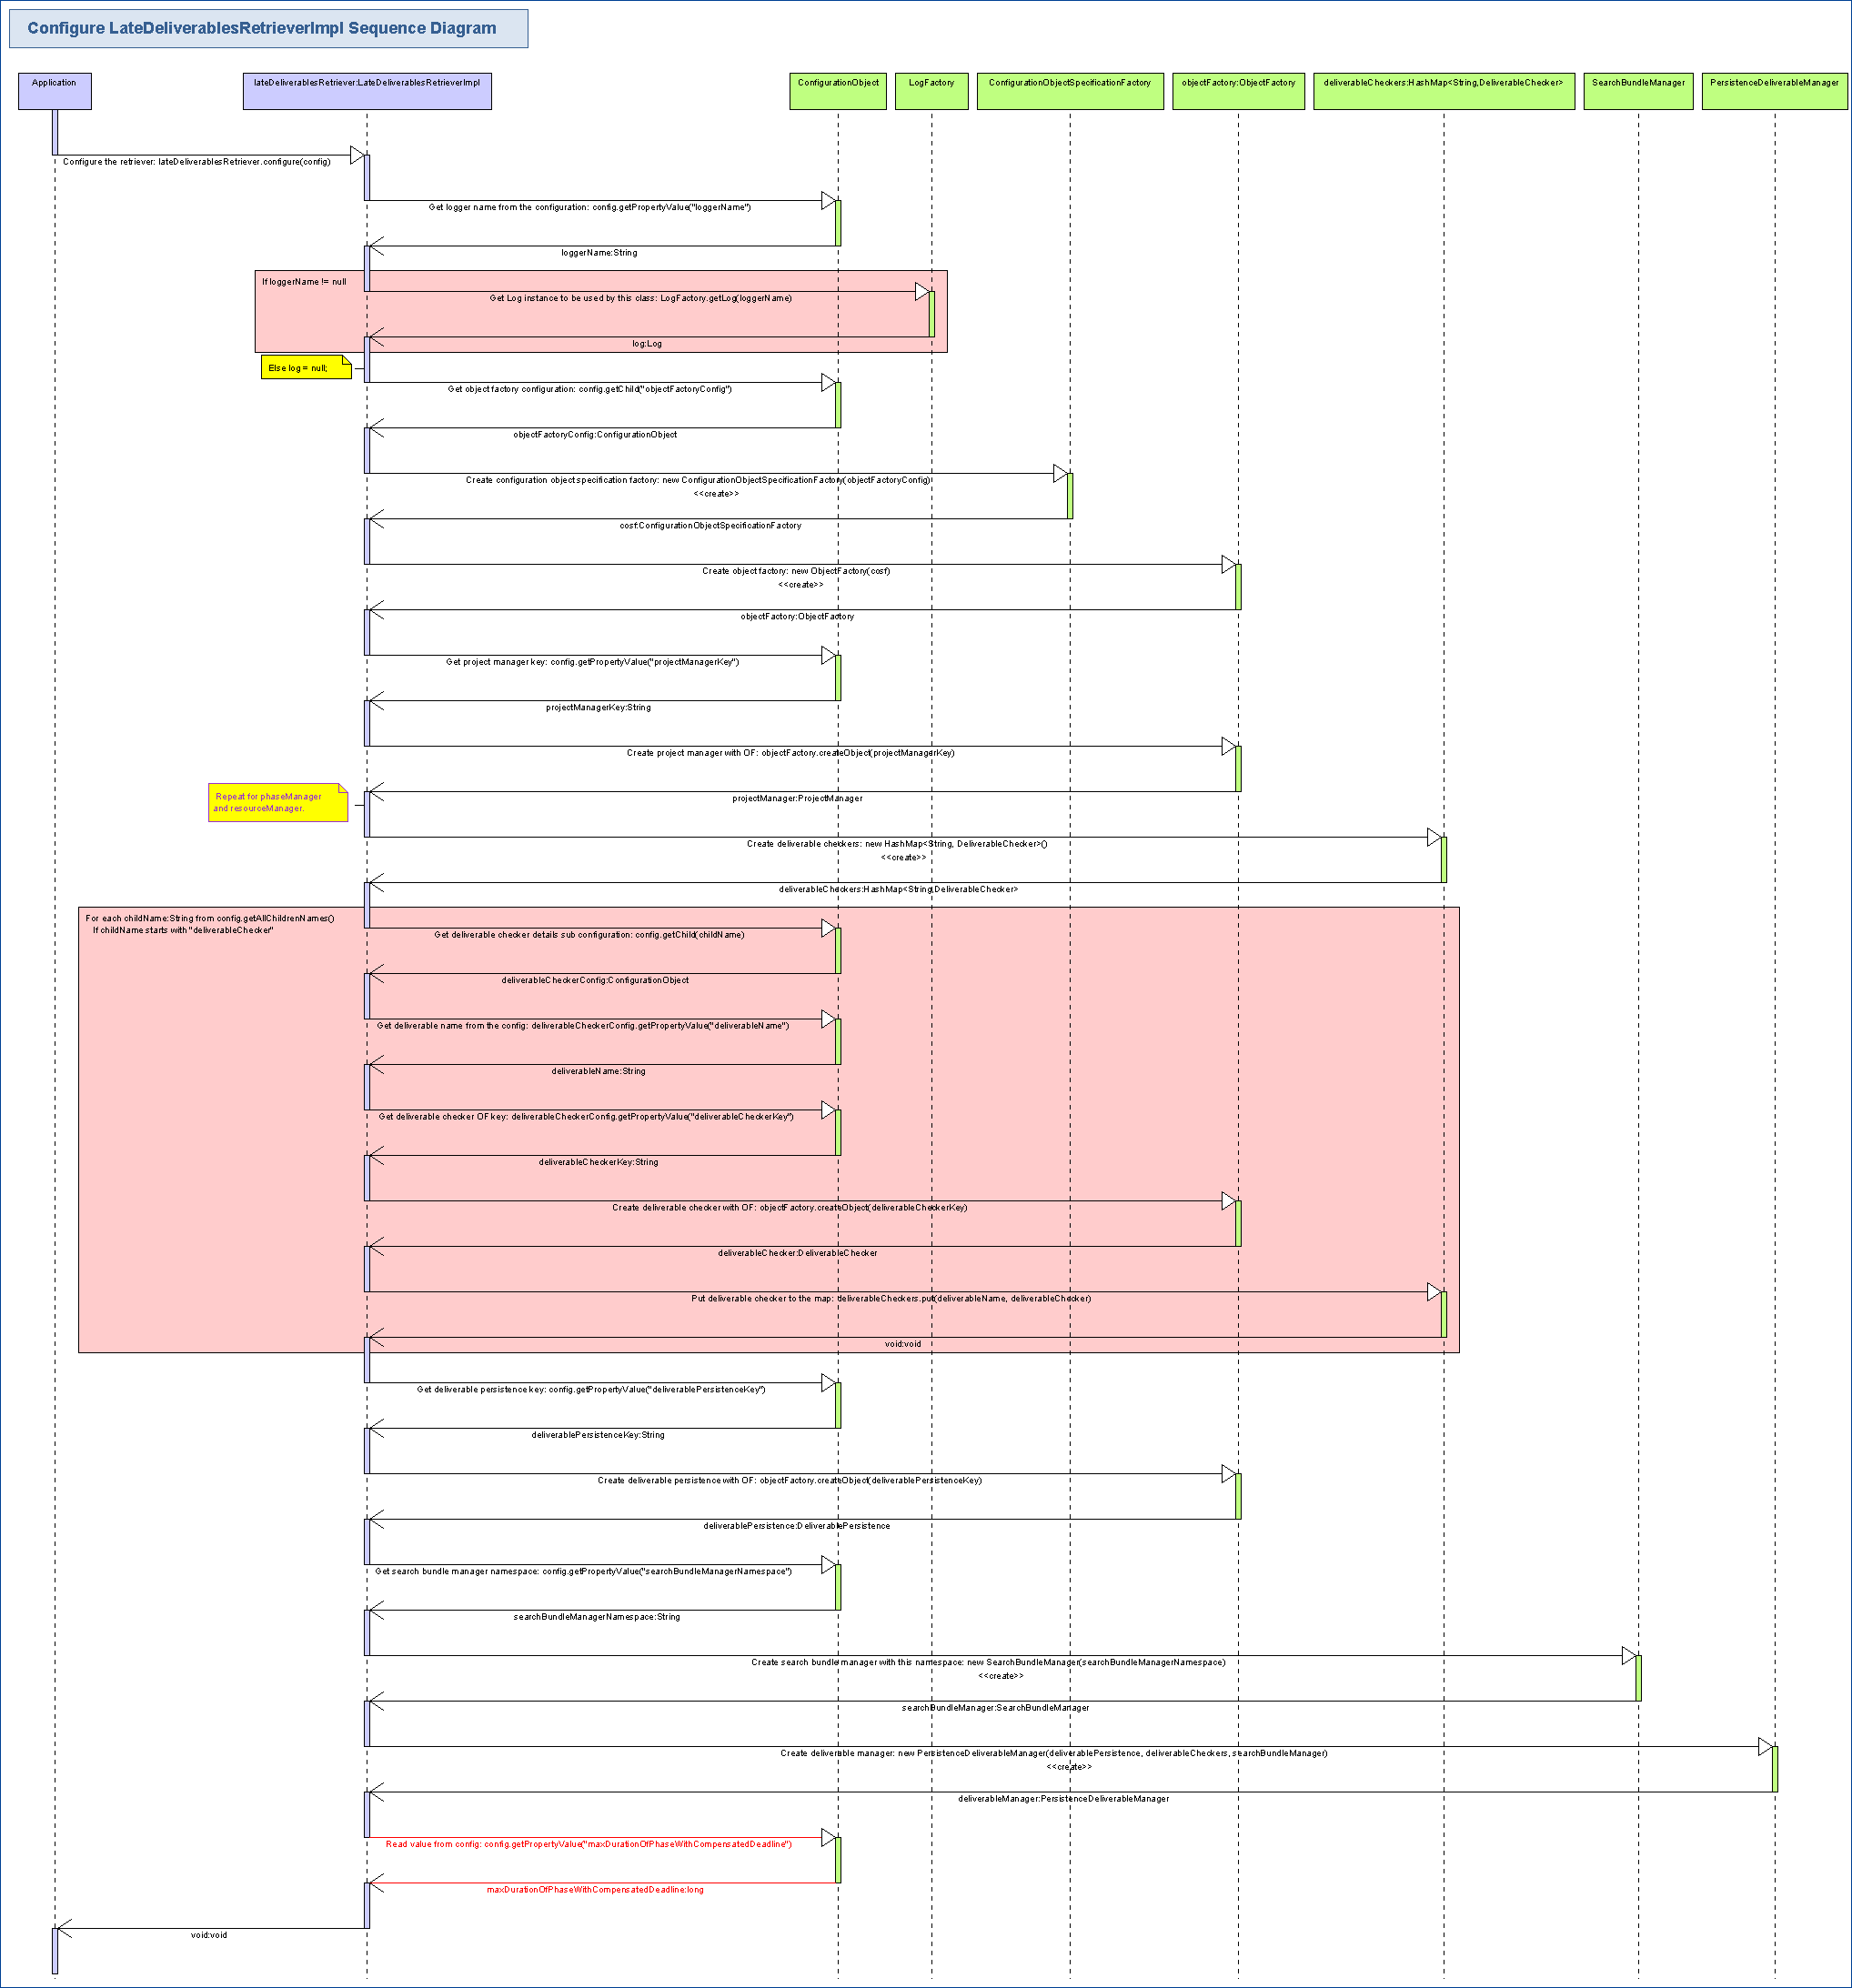 Configure LateDeliverablesRetrieverImpl Sequence Diagram
Application
lateDeliverablesRetriever:LateDeliverablesRetrieverImpl
ConfigurationObject
LogFactory
ConfigurationObjectSpecificationFactory
objectFactory:ObjectFactory
deliverableCheckers:HashMap<String,DeliverableChecker>
SearchBundleManager
PersistenceDeliverableManager
Configure the retriever: lateDeliverablesRetriever.configure(config)
Get logger name from the configuration: config.getPropertyValue("loggerName")
loggerName:String
If loggerName != null
Get Log instance to be used by this class: LogFactory.getLog(loggerName)
log:Log
Else log = null;
Get object factory configuration: config.getChild("objectFactoryConfig")
objectFactoryConfig:ConfigurationObject
Create configuration object specification factory: new ConfigurationObjectSpecificationFactory(objectFactoryConfig)
<<create>>
cosf:ConfigurationObjectSpecificationFactory
Create object factory: new ObjectFactory(cosf)
<<create>>
objectFactory:ObjectFactory
Get project manager key: config.getPropertyValue("projectManagerKey")
projectManagerKey:String
Create project manager with OF: objectFactory.createObject(projectManagerKey)
Repeat for phaseManager
and resourceManager.
projectManager:ProjectManager
Create deliverable checkers: new HashMap<String, DeliverableChecker>()
<<create>>
deliverableCheckers:HashMap<String,DeliverableChecker>
For each childName:String from config.getAllChildrenNames()
If childName starts with "deliverableChecker"
Get deliverable checker details sub configuration: config.getChild(childName)
deliverableCheckerConfig:ConfigurationObject
Get deliverable name from the config: deliverableCheckerConfig.getPropertyValue("deliverableName")
deliverableName:String
Get deliverable checker OF key: deliverableCheckerConfig.getPropertyValue("deliverableCheckerKey")
deliverableCheckerKey:String
Create deliverable checker with OF: objectFactory.createObject(deliverableCheckerKey)
deliverableChecker:DeliverableChecker
Put deliverable checker to the map: deliverableCheckers.put(deliverableName, deliverableChecker)
void:void
Get deliverable persistence key: config.getPropertyValue("deliverablePersistenceKey")
deliverablePersistenceKey:String
Create deliverable persistence with OF: objectFactory.createObject(deliverablePersistenceKey)
deliverablePersistence:DeliverablePersistence
Get search bundle manager namespace: config.getPropertyValue("searchBundleManagerNamespace")
searchBundleManagerNamespace:String
Create search bundle manager with this namespace: new SearchBundleManager(searchBundleManagerNamespace)
<<create>>
searchBundleManager:SearchBundleManager
Create deliverable manager: new PersistenceDeliverableManager(deliverablePersistence, deliverableCheckers, searchBundleManager)
<<create>>
deliverableManager:PersistenceDeliverableManager
Read value from config: config.getPropertyValue("maxDurationOfPhaseWithCompensatedDeadline")
maxDurationOfPhaseWithCompensatedDeadline:long
void:void